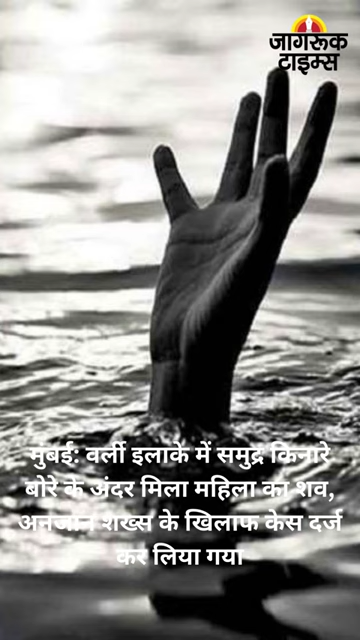 जागरूक
टाइम्स
मुंबई: वर्ली इलाके में समुद्र किनारे
बोरे के अंदर मिला महिला का शव,
अनजान शख्स के खिलाफ केस दर्ज
कर लिया गया